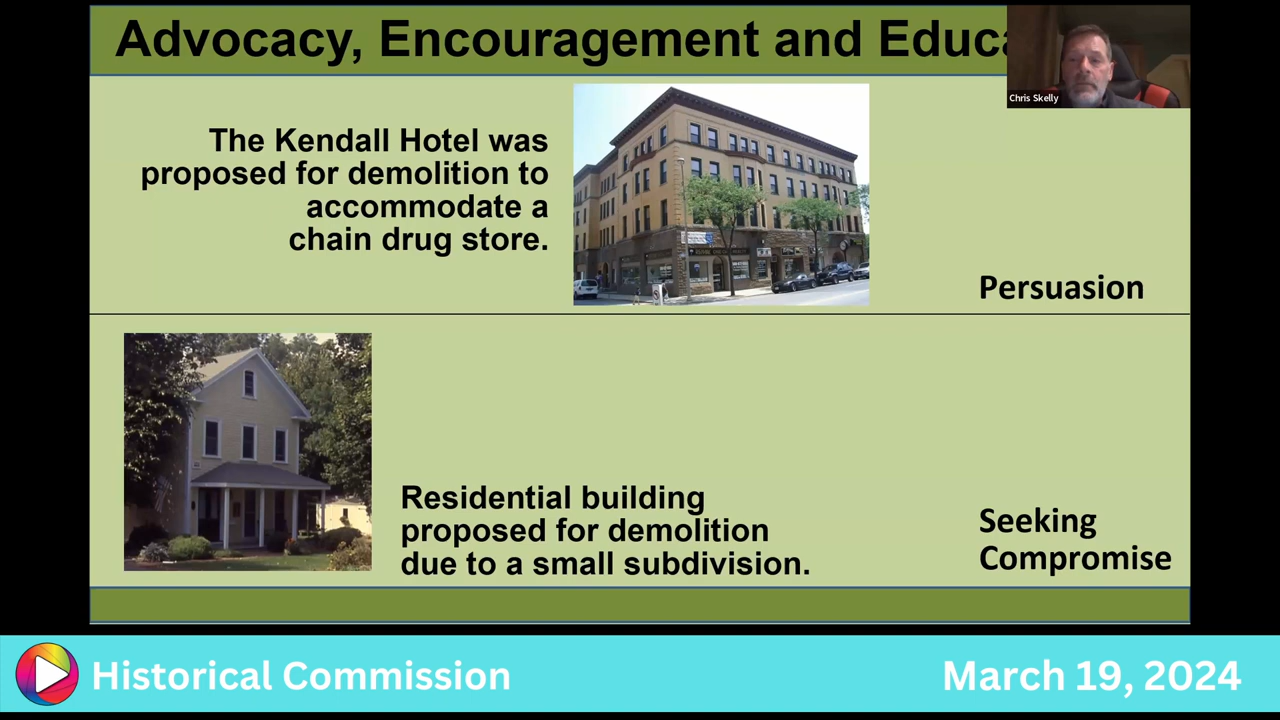 Advocacy, Encouragement and Educa
Chris Skelly
The Kendall Hotel was
proposed for demolition to
accommodate a
chain drug store.
Persuasion
Residential building
proposed for demolition
due to a small subdivision.
Seeking
Compromise
Historical Commission
March 19, 2024